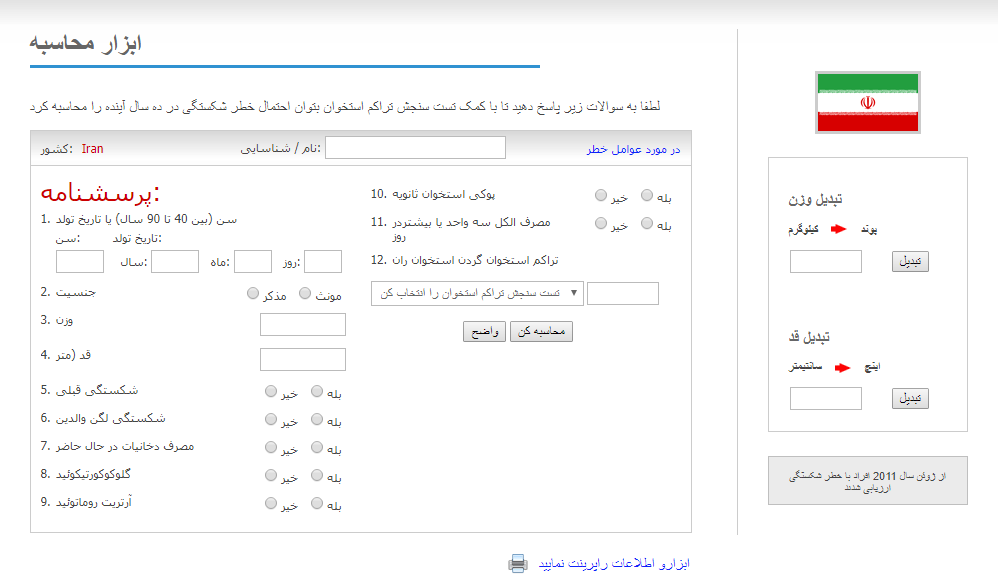 ابزار محاسبه
لطفا به سوالات زیر پاسخ دهید تا با کمک تست سنجش تراکم استخوان بتوان احتمال خطر شکستگی در ده سال آینده را محاسبه کرد
کشور: Iran
نام / شناسایی:
در مورد عوامل خطر
پرسشنامه:
1. سن (بین 40 تا 90 سال) یا تاریخ تولد
سن: تاریخ تولد:
سال: ماه: روز:
2. جنسیت مذکر مونث
3. وزن
4. قد (متر
5. شکستگی قبلی خیر بله
6. شکستگی لگن والدین خیر بله
7. مصرف دخانیات در حال حاضر خیر بله
8. گلوکوکورتیکوئید خیر بله
9. آرتریت روماتوئید خیر بله
10. پوکی استخوان ثانویه خیر بله
11. مصرف الکل سه واحد یا بیشتردر خیر بله
روز
12. تراکم استخوان گردن استخوان ران
تست سنجش تراکم استخوان را انتخاب کن
واضح محاسبه کن
تبدیل وزن
پوند کیلوگرم
تبدیل
تبدیل قد
اینچ سانتیمتر
تبدیل
از ژوئن سال 2011 افراد با خطر شکستگی
ارزیابی شدند
ابزارو اطلاعات راپرینت نمایید